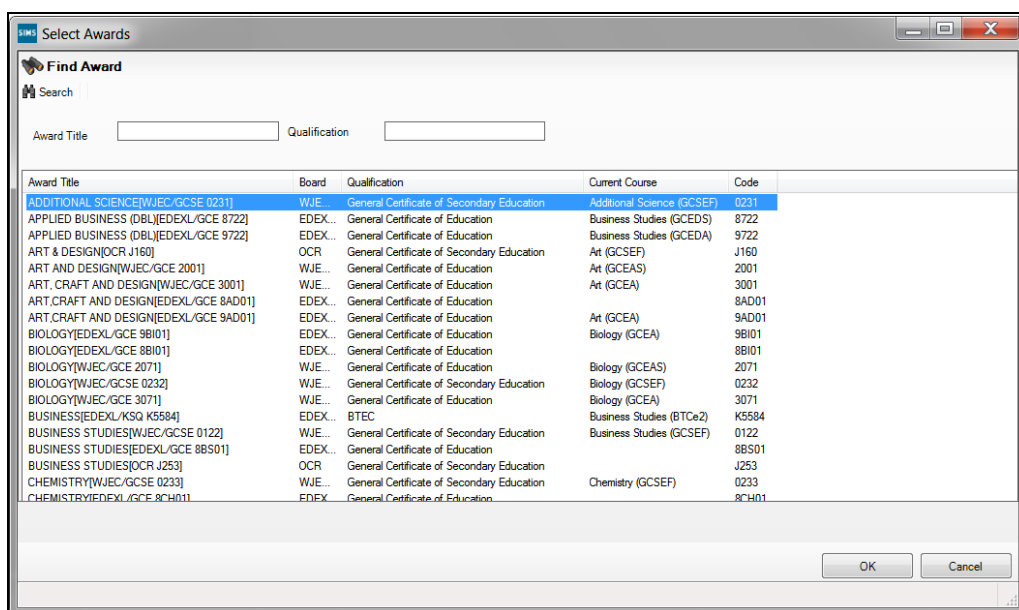 SIMS Select Awards
Find Award
Search
Award Title Qualification
Award Title Board Qualification Current Course Code
ADDITIONAL SCIENCE[WJEC/GCSE 0231] WJE... General Certificate of Secondary Education Additional Science (GCSEF) 0231
APPLIED BUSINESS (DBL)[EDEXL/GCE 8722] EDEX... General Certificate of Education Business Studies (GCEDS) 8722
APPLIED BUSINESS (DBL)[EDEXL/GCE 9722] EDEX... General Certificate of Education Business Studies (GCEDA) 9722
ART & DESIGN[OCR J160] OCR General Certificate of Secondary Education Art (GCSEF) J160
ART AND DESIGN[WJEC/GCE 2001] WJE... General Certificate of Education Art (GCEAS) 2001
ART, CRAFT AND DESIGN[WJEC/GCE 3001] WJE... General Certificate of Education Art (GCEA) 3001
ART,CRAFT AND DESIGN[EDEXL/GCE 8AD01] EDEX... General Certificate of Education 8AD01
ART,CRAFT AND DESIGN[EDEXL/GCE 9AD01] EDEX... General Certificate of Education Art (GCEA) 9AD01
BIOLOGY[EDEXL/GCE 9BI01] EDEX... General Certificate of Education Biology (GCEA) 9BI01
BIOLOGY[EDEXL/GCE 8BI01] EDEX... General Certificate of Education 8BI01
BIOLOGY[WJEC/GCE 2071] WJE... General Certificate of Education Biology (GCEAS) 2071
BIOLOGY[WJEC/GCSE 0232] WJE... General Certificate of Secondary Education Biology (GCSEF) 0232
BIOLOGY[WJEC/GCE 3071] WJE... General Certificate of Education Biology (GCEA) 3071
BUSINESS[EDEXL/KSQ K5584] EDEX... BTEC Business Studies (BTCe2) K5584
BUSINESS STUDIES[WJEC/GCSE 0122] WJE... General Certificate of Secondary Education Business Studies (GCSEF) 0122
BUSINESS STUDIES[EDEXL/GCE 8BS01] EDEX... General Certificate of Education 8BS01
BUSINESS STUDIES[OCR J253] OCR General Certificate of Secondary Education J253
CHEMISTRY[WJEC/GCSE 0233] WJE... General Certificate of Secondary Education Chemistry (GCSEF) 0233
CHEMISTRY[EDEXL/GCE 8CH01] EDEX... General Certificate of Education 8CH01
OK Cancel